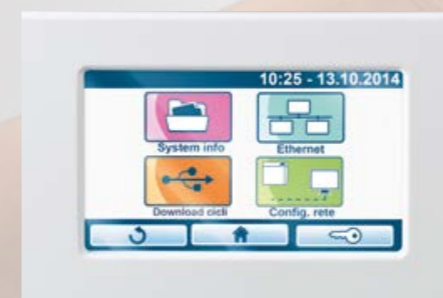 10:25 - 13.10.2014
System info
Ethernet
Download cicli
Config. rete